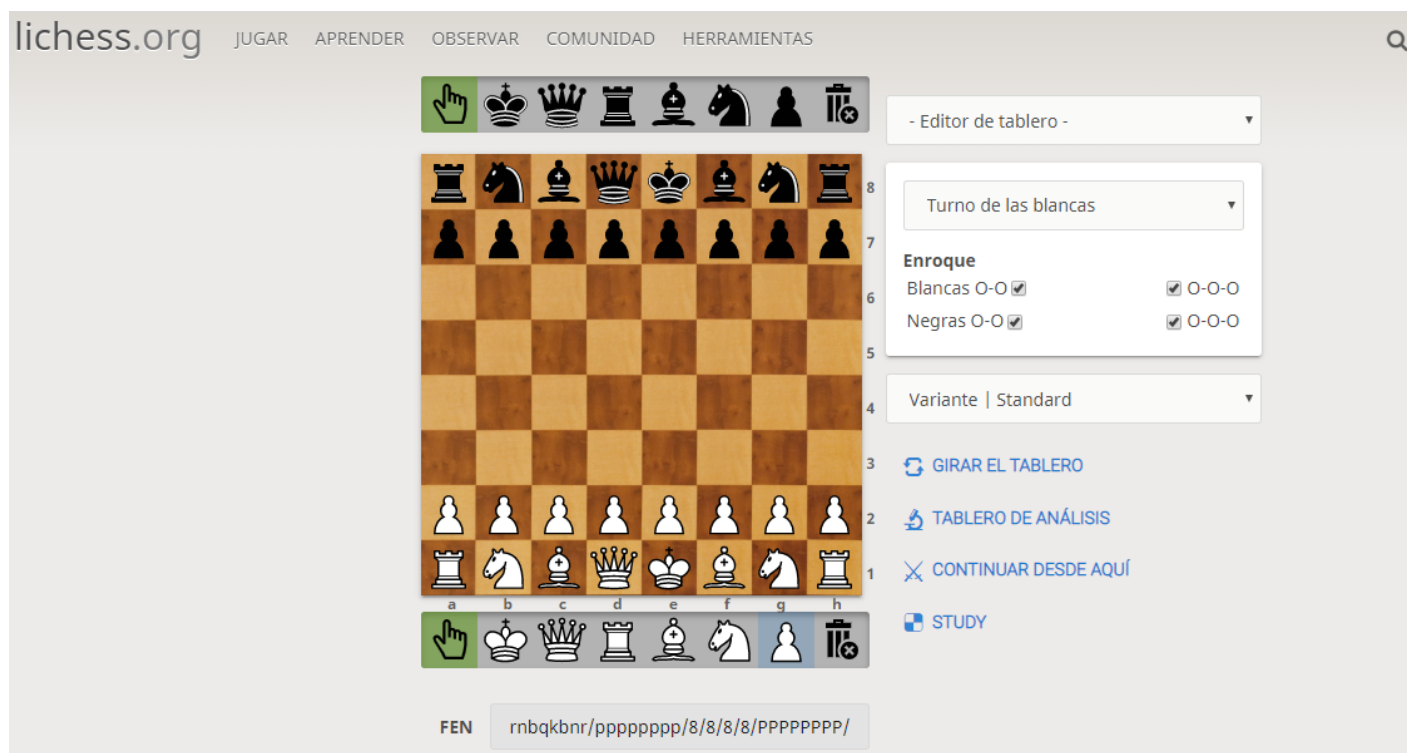 lichess.org JUGAR APRENDER OBSERVAR COMUNIDAD HERRAMIENTAS
- Editor de tablero -
Turno de las blancas
Enroque
Blancas O-O O-O-O
Negras O-O O-O-O
Variante | Standard
GIRAR EL TABLERO
TABLERO DE ANÁLISIS
CONTINUAR DESDE AQUÍ
STUDY
8
7
6
5
4
3
2
1
a b c d e f g h
FEN rnbqkbnr/pppppppp/8/8/8/8/PPPPPPPP/